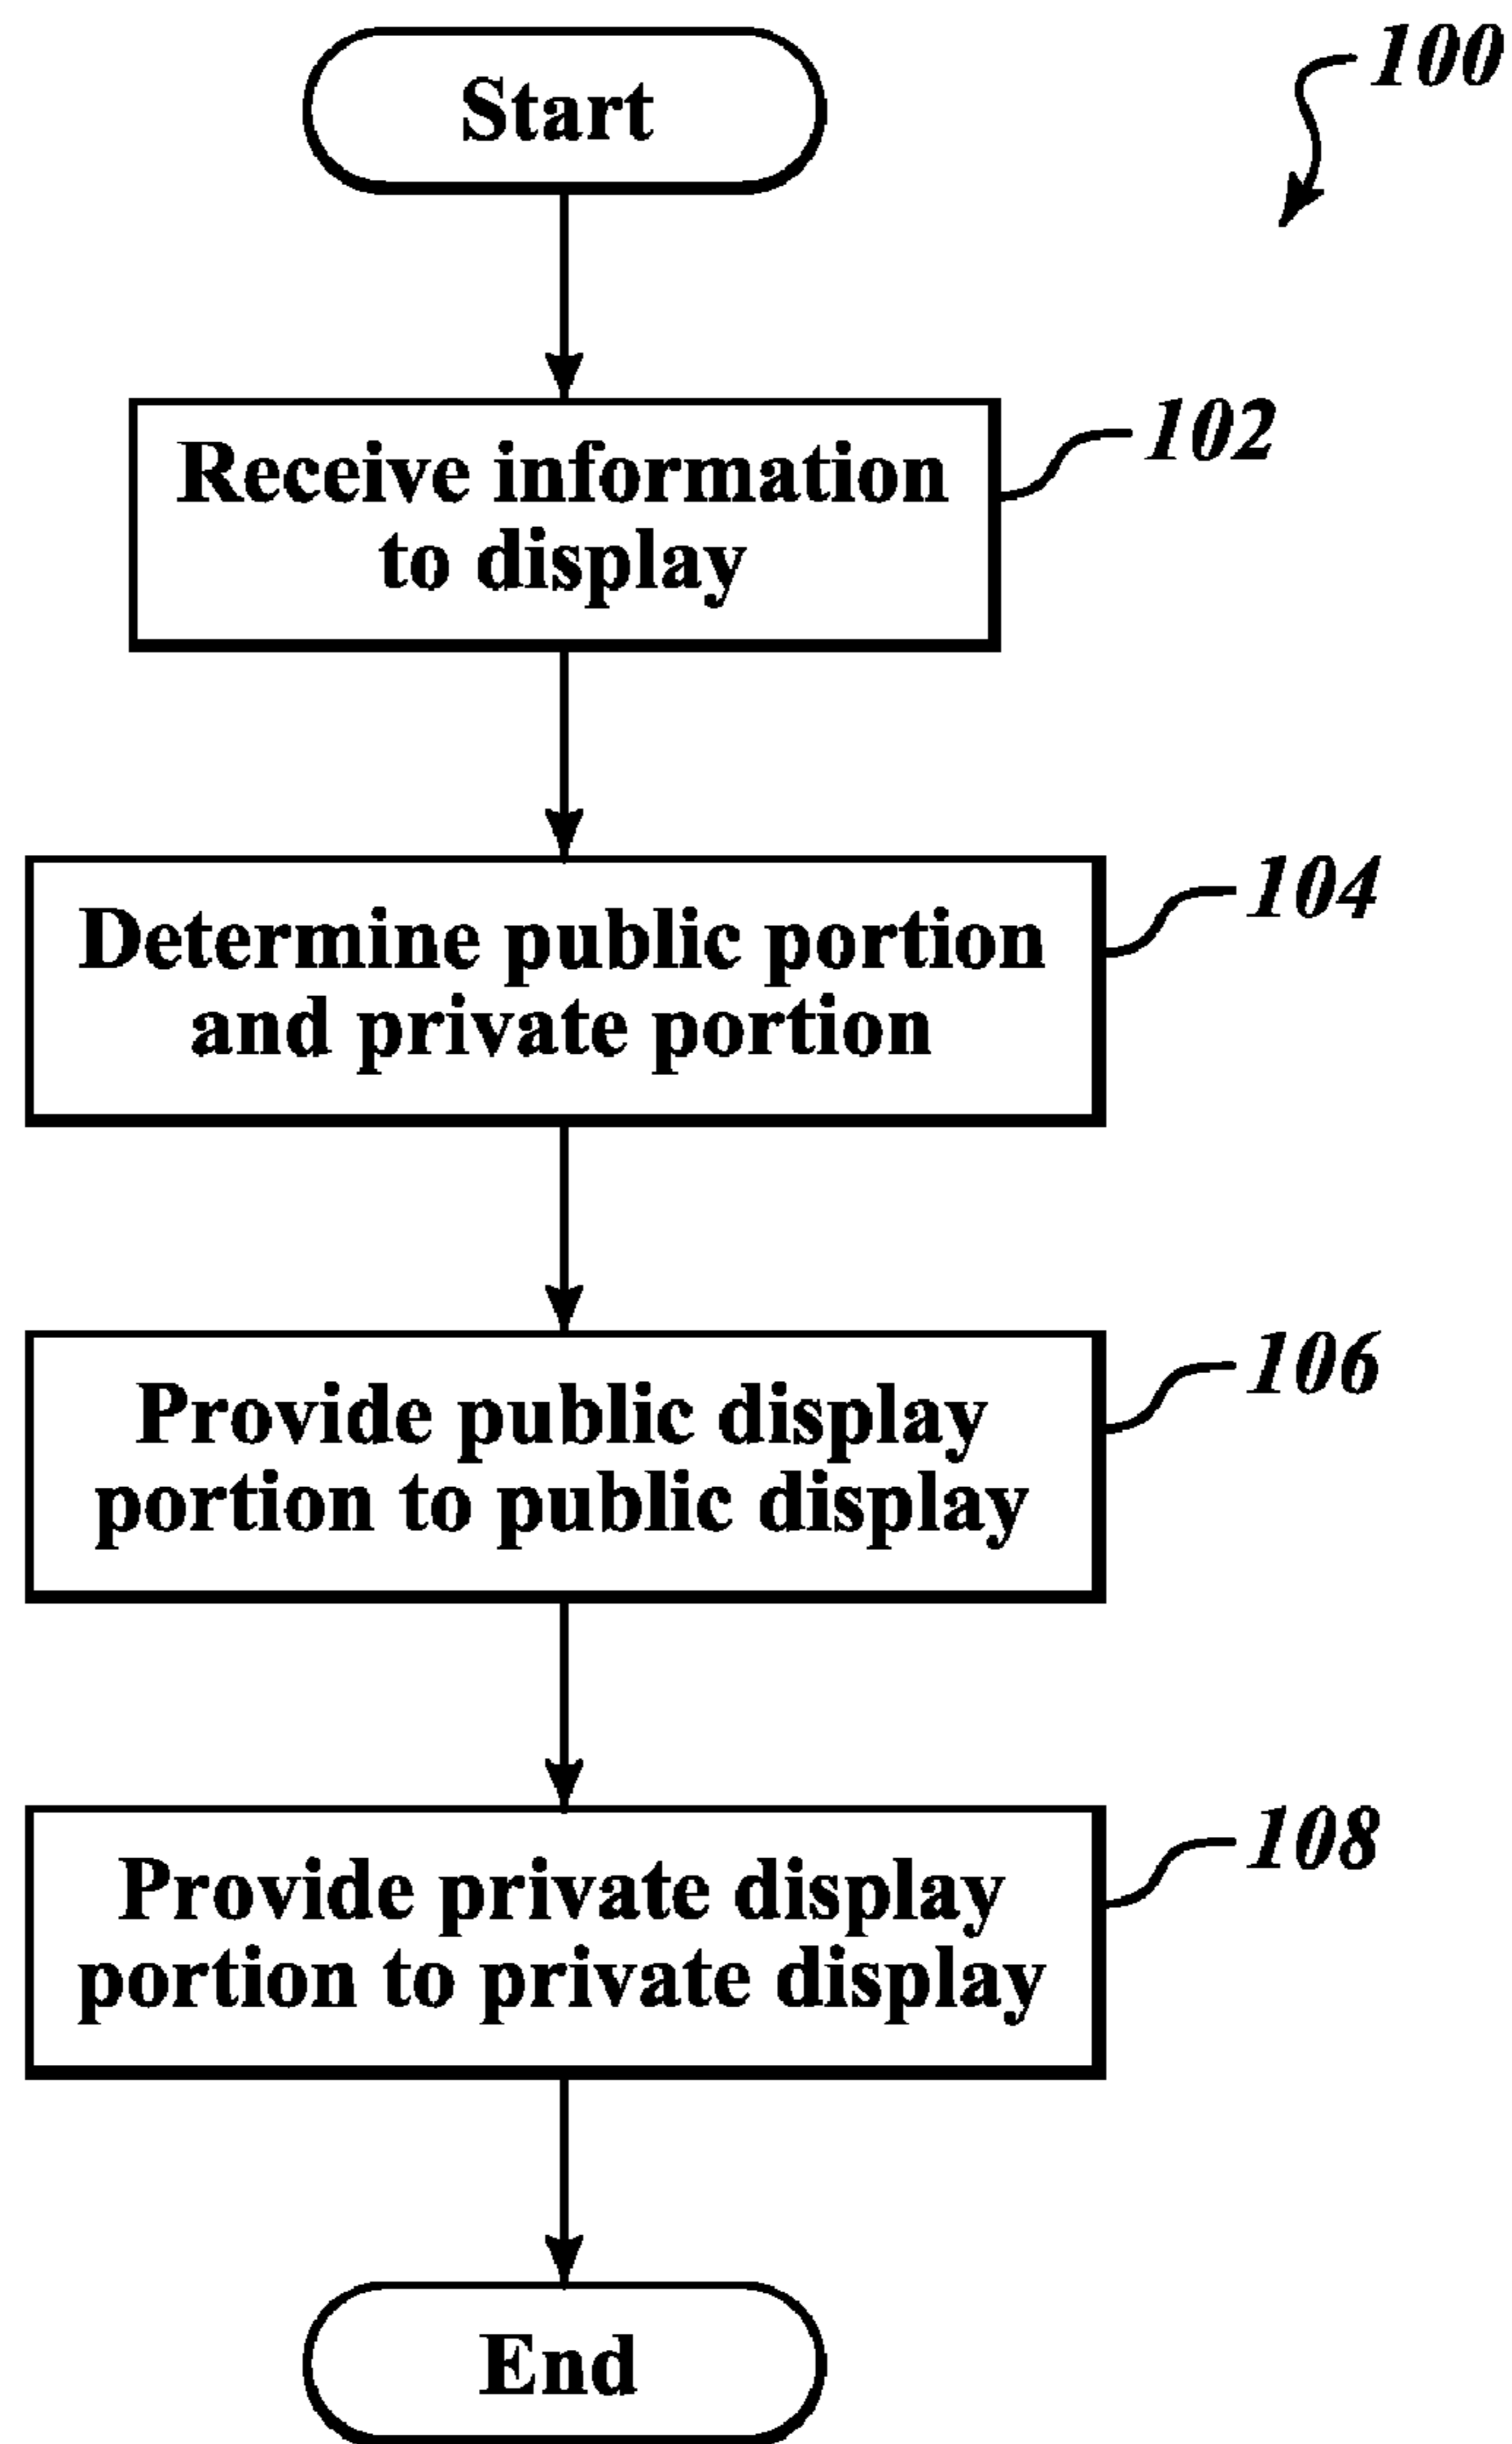 Start
100
Receive information
to display
102
Determine public portion
and private portion
104
Provide public display
portion to public display
106
Provide private display
portion to private display
108
End